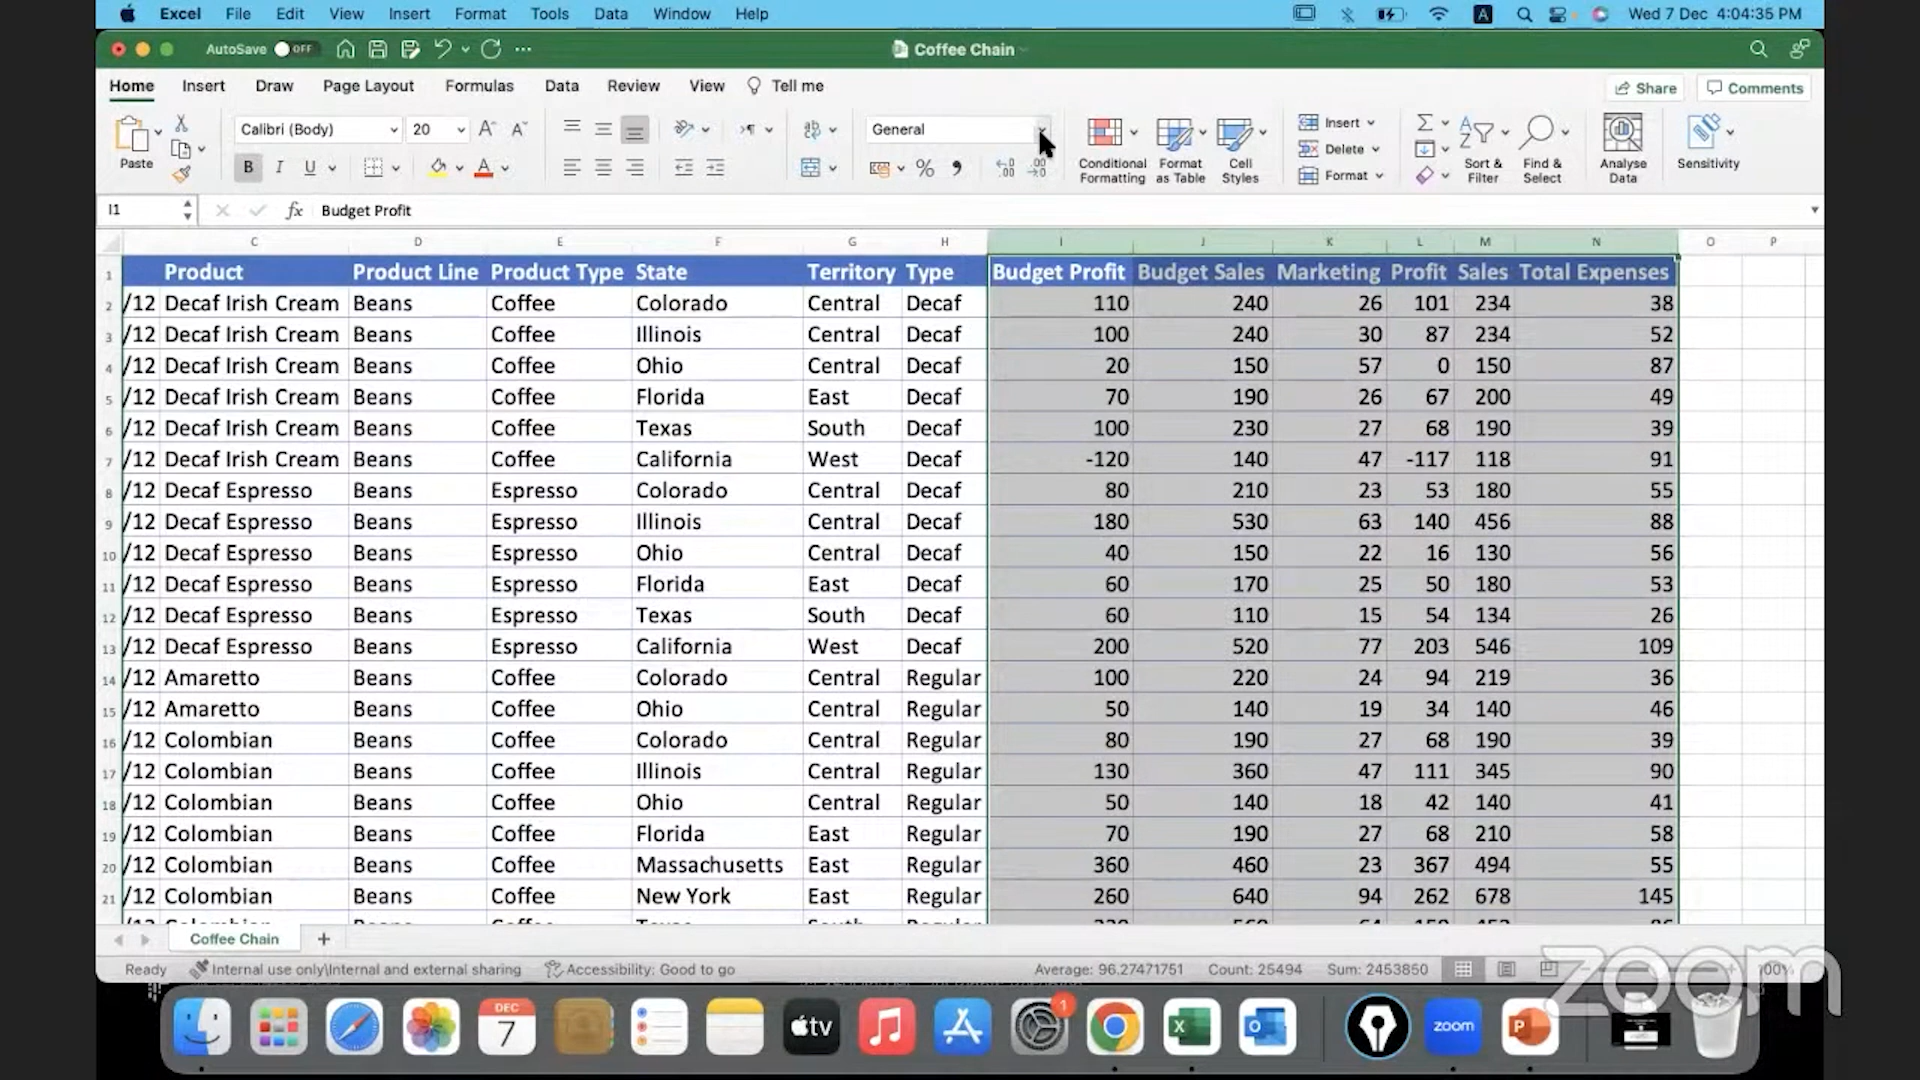 Excel File Edit View Insert Format Tools Data Window Help A Wed 7 Dec 4:04:35 PM
AutoSave OFF Coffee Chain
Home Insert Draw Page Layout Formulas Data Review View Tell me Share Comments
Paste Calibri (Body) 20 General Conditional Formatting Format as Table Cell Styles Insert Delete Format Sort & Filter Find & Select Analyse Data Sensitivity
I1 fx Budget Profit
C D E F G H I J K L M N O P
1 Product Product Line Product Type State Territory Type Budget Profit Budget Sales Marketing Profit Sales Total Expenses
2 /12 Decaf Irish Cream Beans Coffee Colorado Central Decaf 110 240 26 101 234 38
3 /12 Decaf Irish Cream Beans Coffee Illinois Central Decaf 100 240 30 87 234 52
4 /12 Decaf Irish Cream Beans Coffee Ohio Central Decaf 20 150 57 0 150 87
5 /12 Decaf Irish Cream Beans Coffee Florida East Decaf 70 190 26 67 200 49
6 /12 Decaf Irish Cream Beans Coffee Texas South Decaf 100 230 27 68 190 39
7 /12 Decaf Irish Cream Beans Coffee California West Decaf -120 140 47 -117 118 91
8 /12 Decaf Espresso Beans Espresso Colorado Central Decaf 80 210 23 53 180 55
9 /12 Decaf Espresso Beans Espresso Illinois Central Decaf 180 530 63 140 456 88
10 /12 Decaf Espresso Beans Espresso Ohio Central Decaf 40 150 22 16 130 56
11 /12 Decaf Espresso Beans Espresso Florida East Decaf 60 170 25 50 180 53
12 /12 Decaf Espresso Beans Espresso Texas South Decaf 60 110 15 54 134 26
13 /12 Decaf Espresso Beans Espresso California West Decaf 200 520 77 203 546 109
14 /12 Amaretto Beans Coffee Colorado Central Regular 100 220 24 94 219 36
15 /12 Amaretto Beans Coffee Ohio Central Regular 50 140 19 34 140 46
16 /12 Colombian Beans Coffee Colorado Central Regular 80 190 27 68 190 39
17 /12 Colombian Beans Coffee Illinois Central Regular 130 360 47 111 345 90
18 /12 Colombian Beans Coffee Ohio Central Regular 50 140 18 42 140 41
19 /12 Colombian Beans Coffee Florida East Regular 70 190 27 68 210 58
20 /12 Colombian Beans Coffee Massachusetts East Regular 360 460 23 367 494 55
21 /12 Colombian Beans Coffee New York East Regular 260 640 94 262 678 145
Coffee Chain +
Ready Internal use only\Internal and external sharing Accessibility: Good to go Average: 96.27471751 Count: 25494 Sum: 2453850
zoom
DEC 7 tv 1 X O zoom P